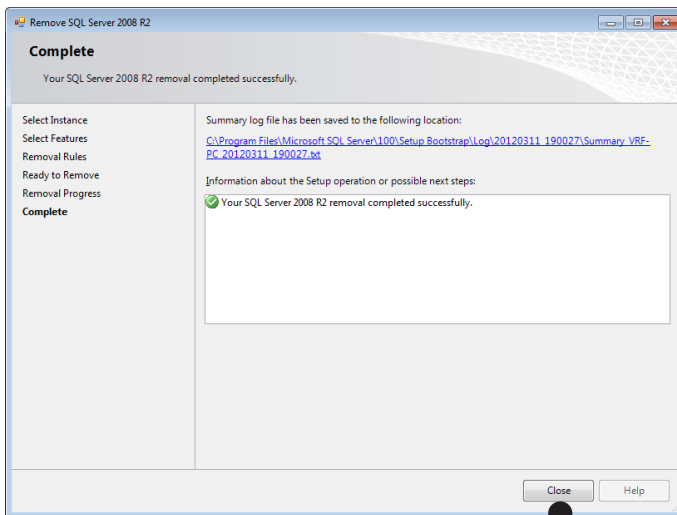 Remove SQL Server 2008 R2
Complete
Your SQL Server 2008 R2 removal completed successfully.
Select Instance
Select Features
Removal Rules
Ready to Remove
Removal Progress
Complete
Summary log file has been saved to the following location:
C:\Program Files\Microsoft SQL Server\100\Setup Bootstrap\Log\20120311_190027\Summary_VRF-
PC_20120311_190027.txt
Information about the Setup operation or possible next steps:
Your SQL Server 2008 R2 removal completed successfully.
Close
Help